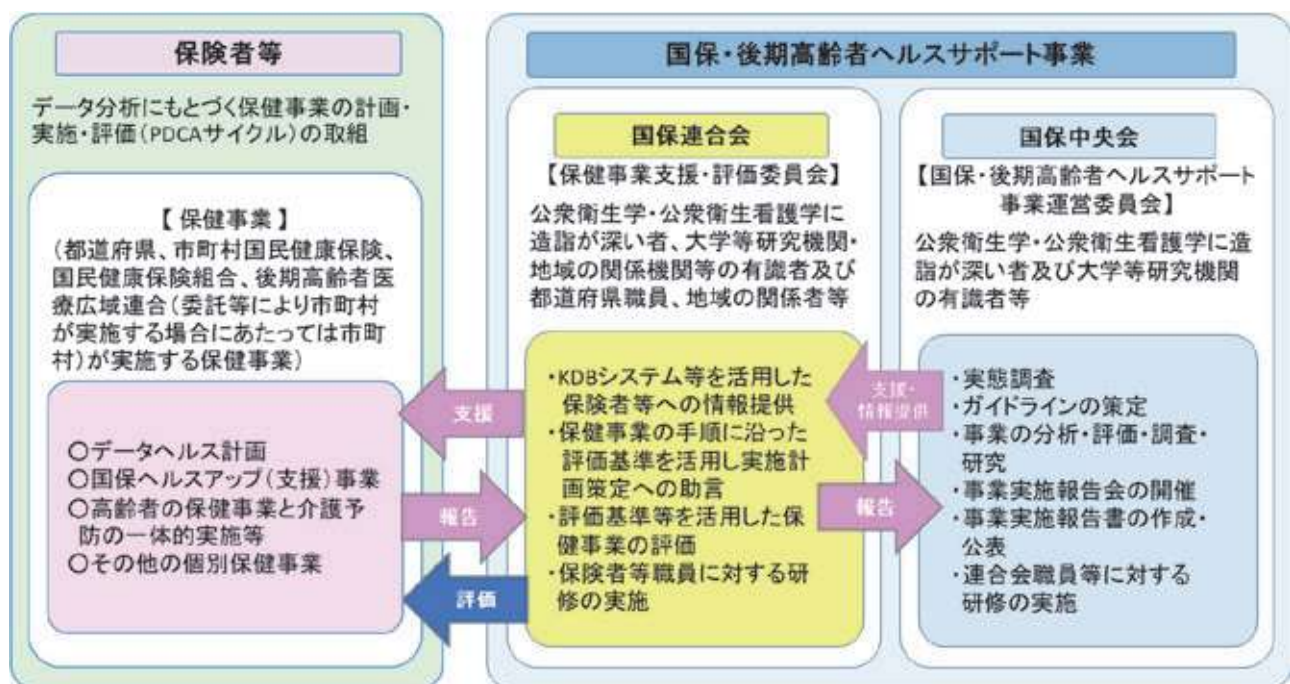 保険者等
データ分析にもとづく保健事業の計画・
実施・評価(PDCAサイクル)の取組
【 保健事業 】
(都道府県、市町村国民健康保険、
国民健康保険組合、後期高齢者医
療広域連合(委託等により市町村
が実施する場合にあたっては市町
村)が実施する保健事業)
○データヘルス計画
○国保ヘルスアップ(支援)事業
○高齢者の保健事業と介護予
防の一体的実施等
○その他の個別保健事業
支援
報告
評価
国保・後期高齢者ヘルスサポート事業
国保連合会
【保健事業支援・評価委員会】
公衆衛生学・公衆衛生看護学に
造詣が深い者、大学等研究機関・
地域の関係機関等の有識者及び
都道府県職員、地域の関係者等
・KDBシステム等を活用した
保険者等への情報提供
・保健事業の手順に沿った
評価基準を活用し実施計
画策定への助言
・評価基準等を活用した保
健事業の評価
・保険者等職員に対する研
修の実施
支援・
情報提供
報告
国保中央会
【国保・後期高齢者ヘルスサポート
事業運営委員会】
公衆衛生学・公衆衛生看護学に造
詣が深い者及び大学等研究機関
の有識者等
・実態調査
・ガイドラインの策定
・事業の分析・評価・調査・
研究
・事業実施報告会の開催
・事業実施報告書の作成・
公表
・連合会職員等に対する
研修の実施